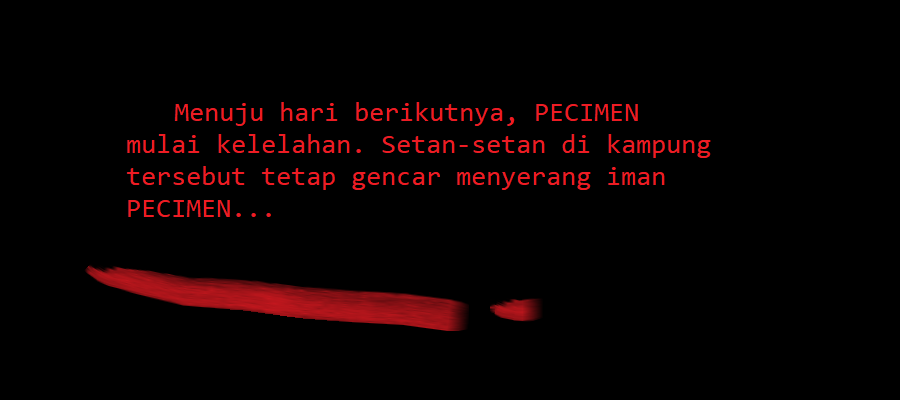 Menuju hari berikutnya, PECIMEN
mulai kelelahan. Setan-setan di kampung
tersebut tetap gencar menyerang iman
PECIMEN...